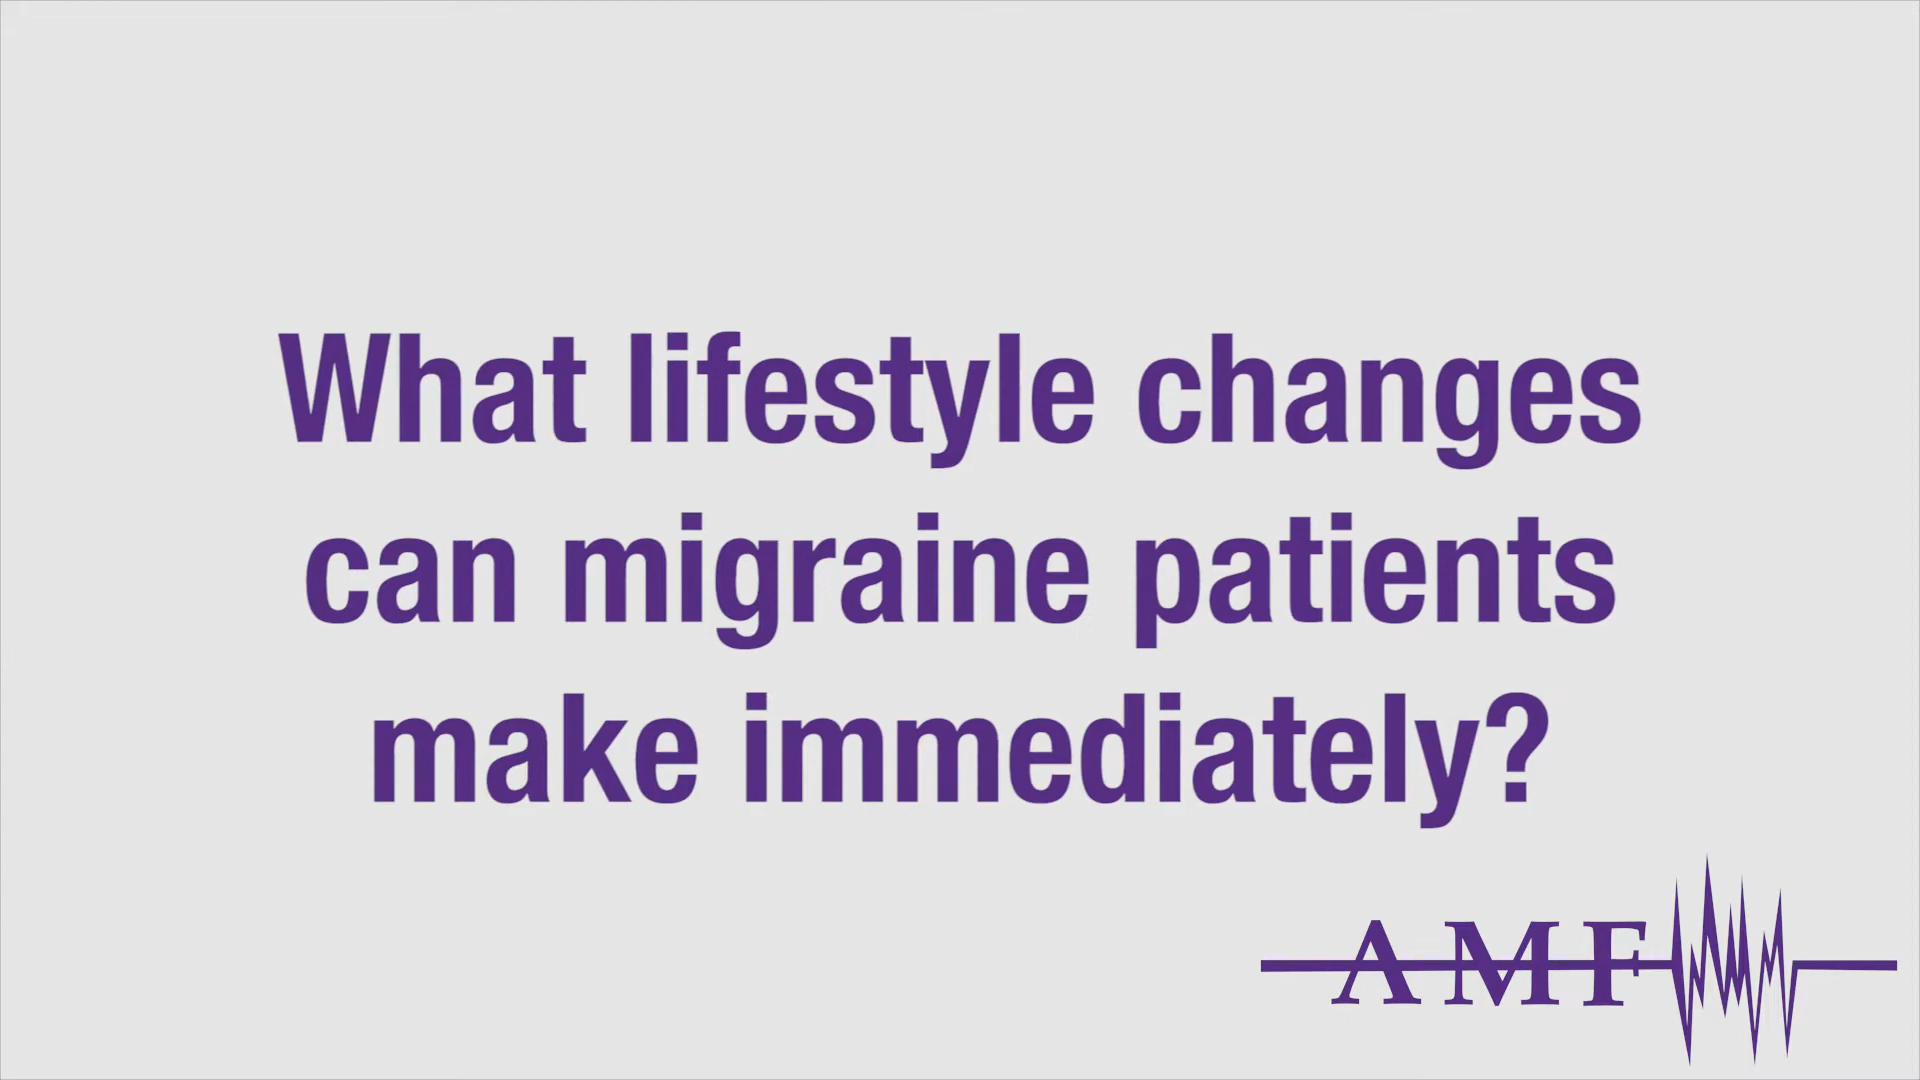 What lifestyle changes
can migraine patients
make immediately?
AMF